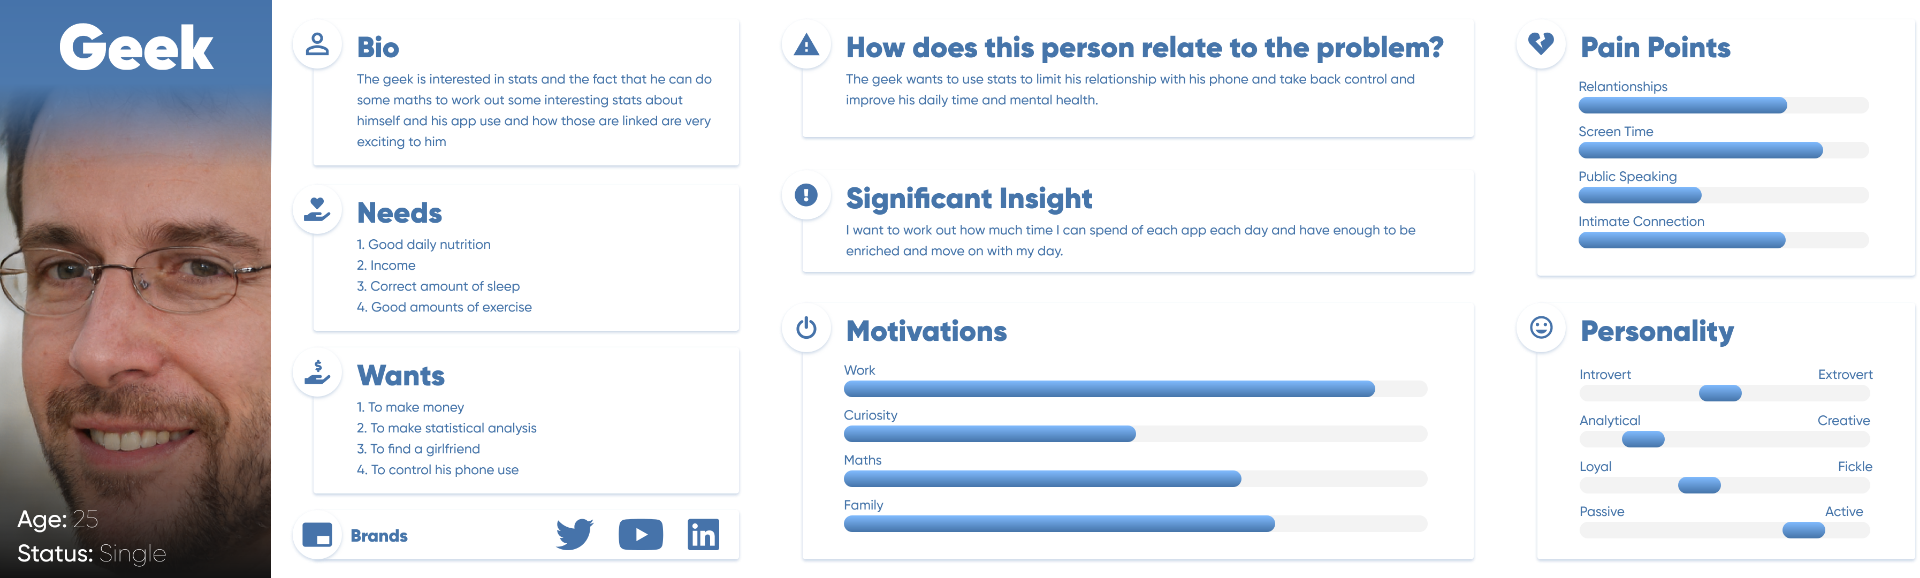 Geek
Age: 25
Status: Single
Bio
The geek is interested in stats and the fact that he can do
some maths to work out some interesting stats about
himself and his app use and how those are linked are very
exciting to him
Needs
1. Good daily nutrition
2. Income
3. Correct amount of sleep
4. Good amounts of exercise
Wants
1. To make money
2. To make statistical analysis
3. To find a girlfriend
4. To control his phone use
Brands
in
How does this person relate to the problem?
The geek wants to use stats to limit his relationship with his phone and take back control and
improve his daily time and mental health.
Significant Insight
I want to work out how much time I can spend of each app each day and have enough to be
enriched and move on with my day.
Motivations
Work
Curiosity
Maths
Family
Pain Points
Relantionships
Screen Time
Public Speaking
Intimate Connection
Personality
Introvert Extrovert
Analytical Creative
Loyal Fickle
Passive Active